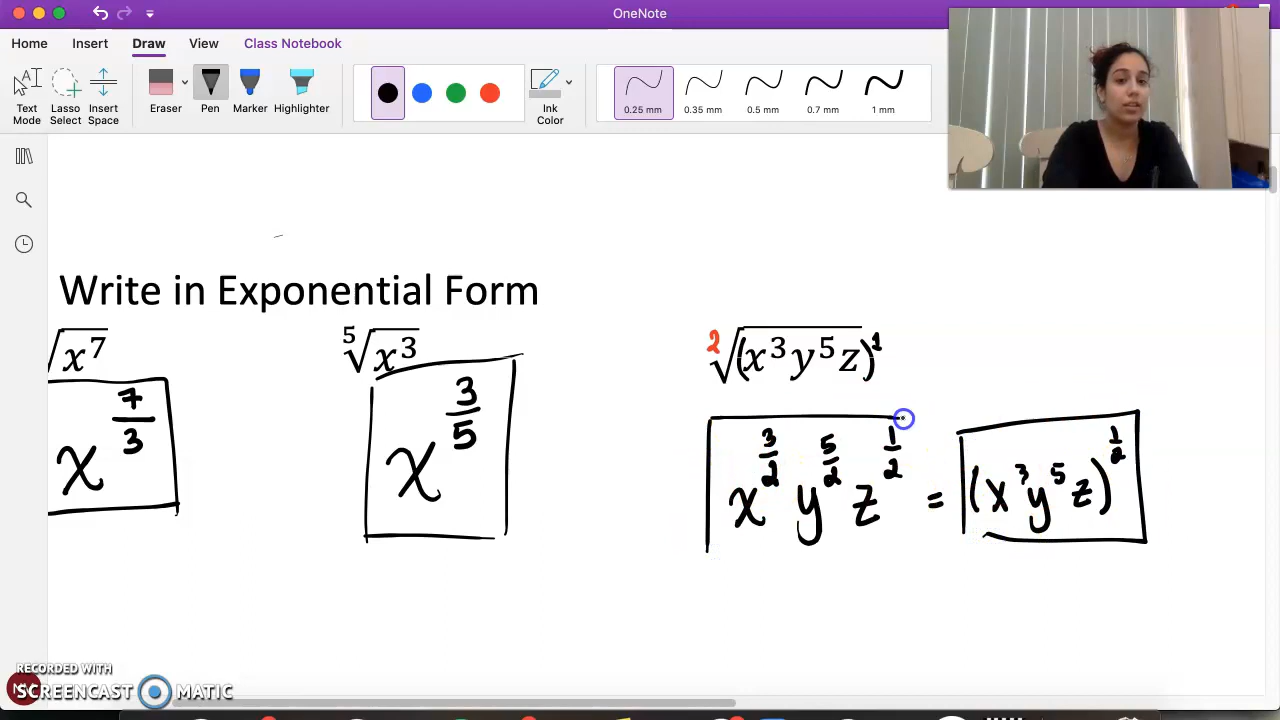 OneNote
Home Insert Draw View Class Notebook
Text Mode
Lasso Select
Insert Space
Eraser
Pen
Marker
Highlighter
Ink Color
0.25 mm 0.35 mm 0.5 mm 0.7 mm 1 mm
Write in Exponential Form
√x⁷
⁵√x³
²√(x³y⁵z)¹
x^(7/3)
x^(3/5)
x^(3/2) y^(5/2) z^(1/2) = (x³y⁵z)^(1/2)
RECORDED WITH
SCREENCAST MATIC